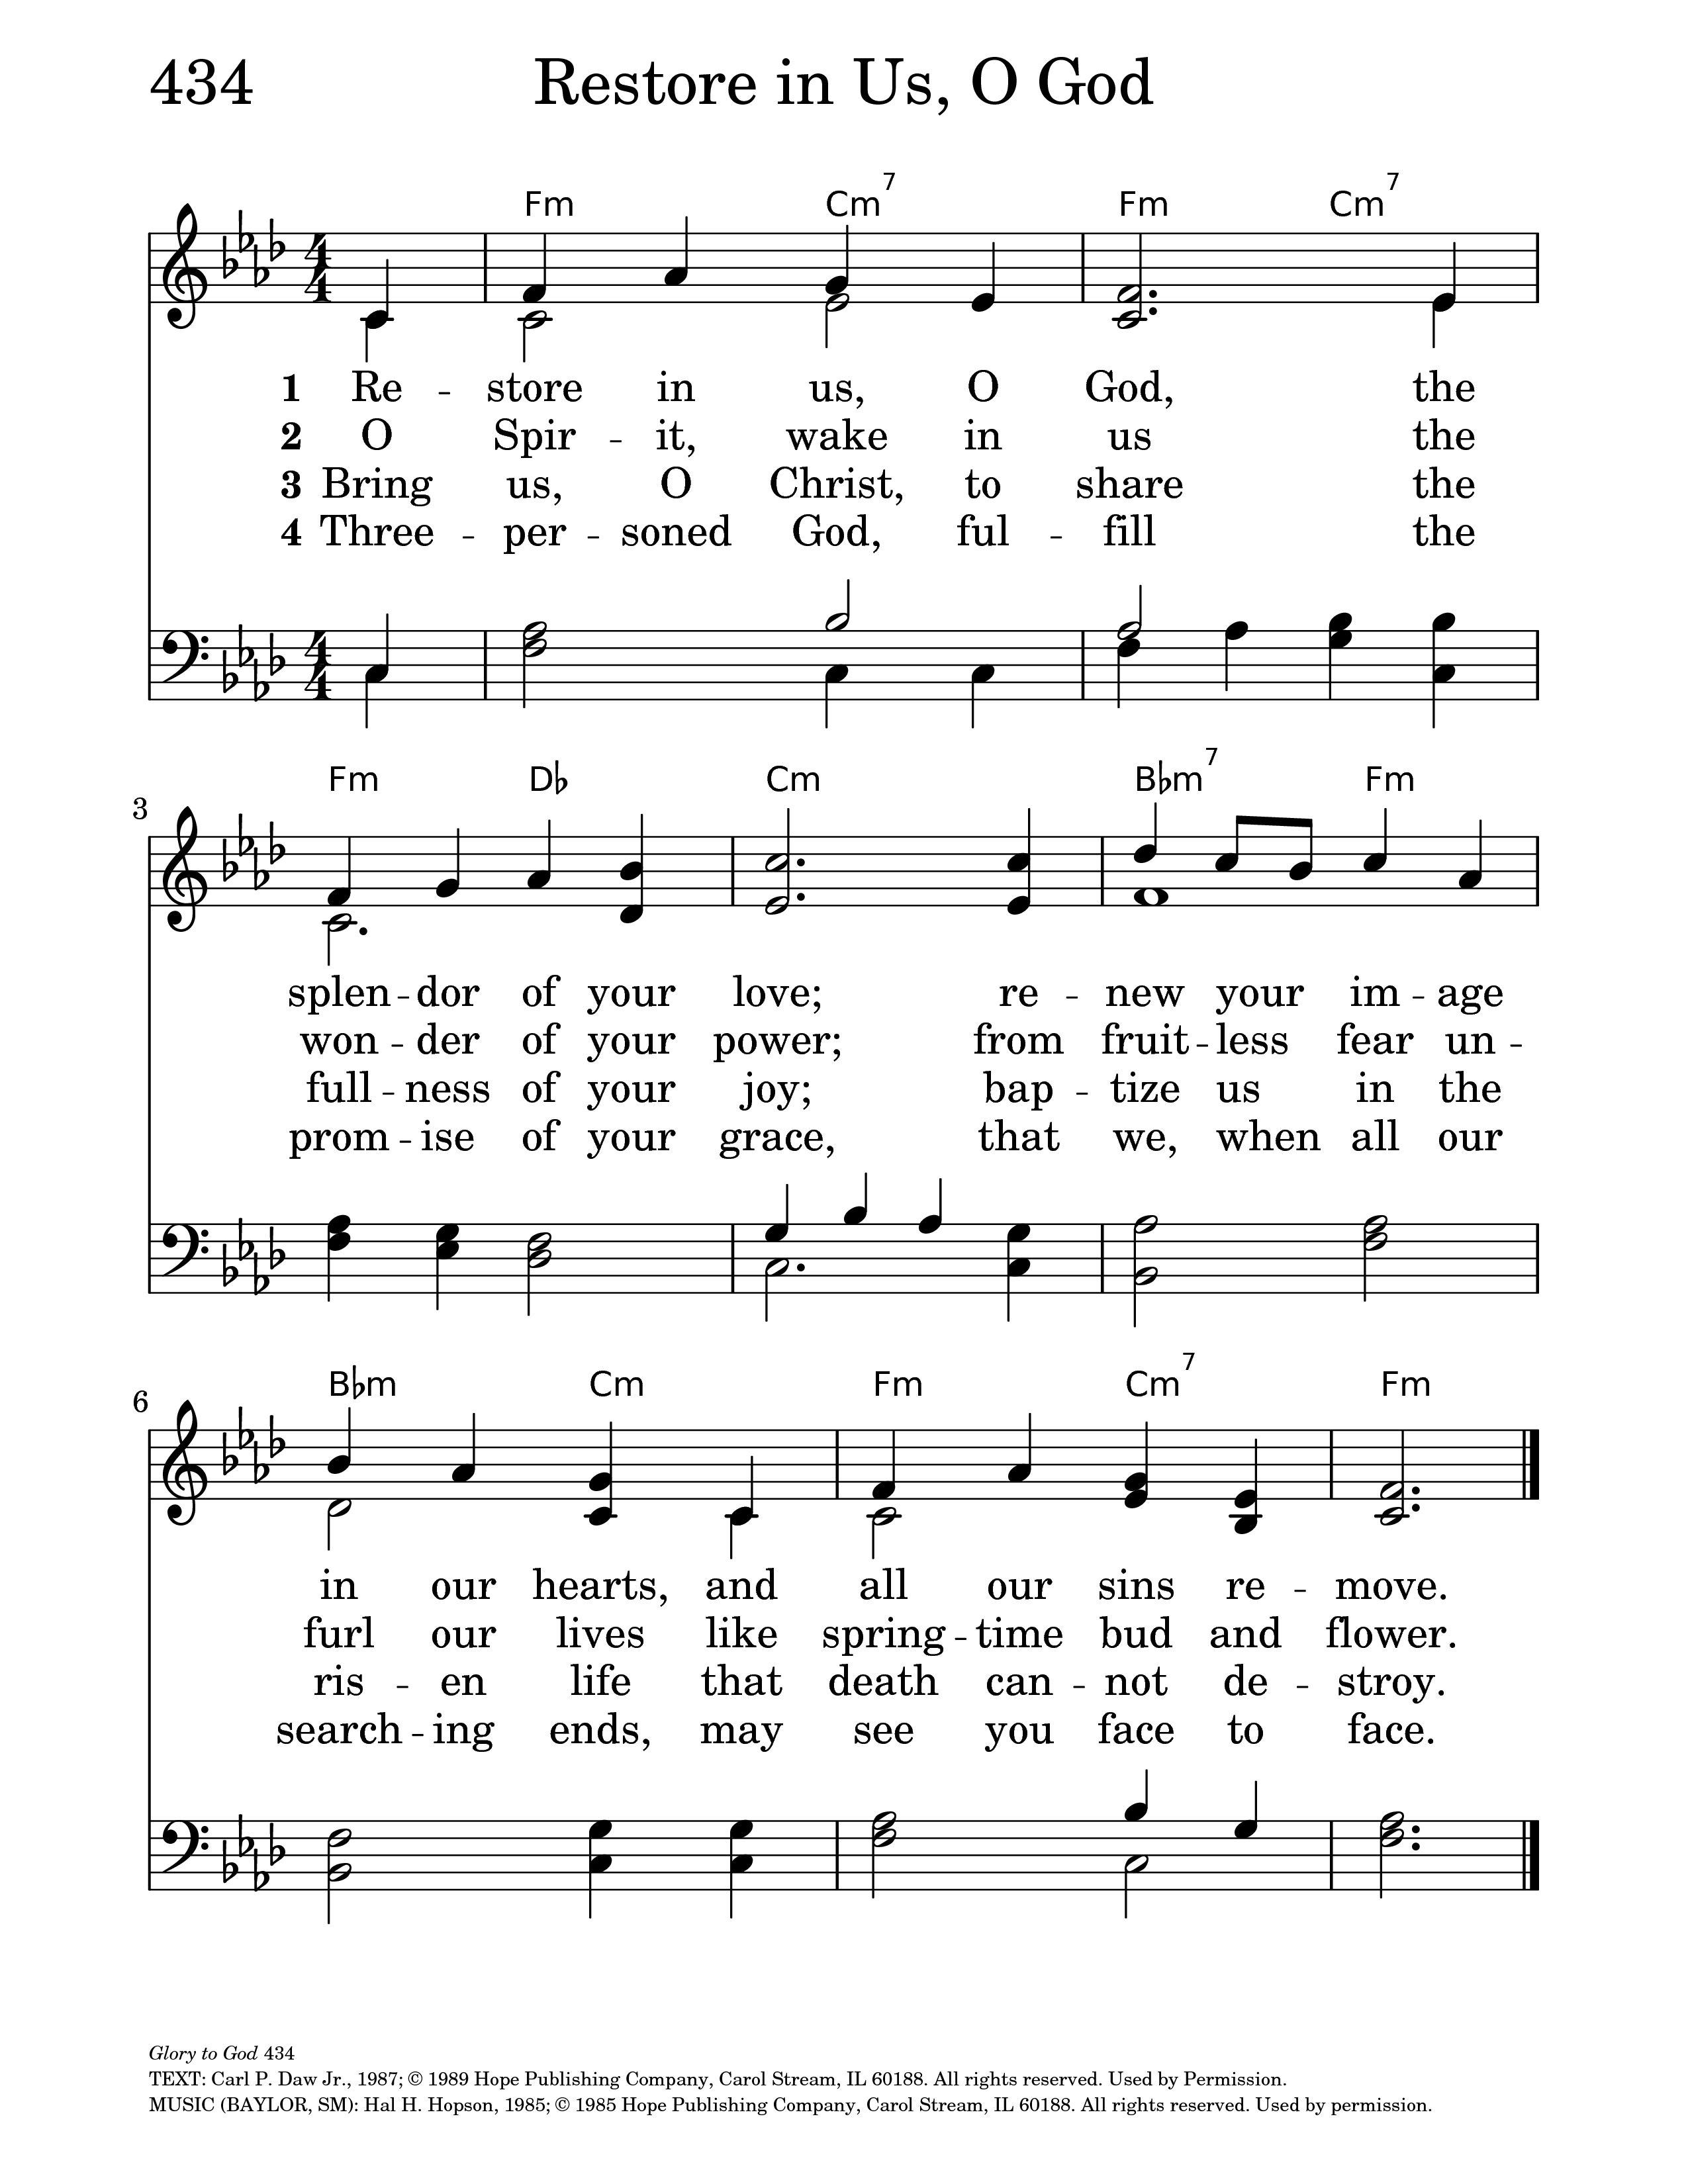 434 Restore in Us, O God
Fm Cm7 Fm Cm7
4 4
1 Re - store in us, O God, the
2 O Spir - it, wake in us the
3 Bring us, O Christ, to share the
4 Three - per - soned God, ful - fill the
4 4
Fm D♭ Cm B♭m7 Fm
3
splen - dor of your love; re - new your im - age
won - der of your power; from fruit - less fear un -
full - ness of your joy; bap - tize us in the
prom - ise of your grace, that we, when all our
B♭m Cm Fm Cm7 Fm
6
in our hearts, and all our sins re - move.
furl our lives like spring - time bud and flower.
ris - en life that death can - not de - stroy.
search - ing ends, may see you face to face.
Glory to God 434
TEXT: Carl P. Daw Jr., 1987; © 1989 Hope Publishing Company, Carol Stream, IL 60188. All rights reserved. Used by Permission.
MUSIC (BAYLOR, SM): Hal H. Hopson, 1985; © 1985 Hope Publishing Company, Carol Stream, IL 60188. All rights reserved. Used by permission.